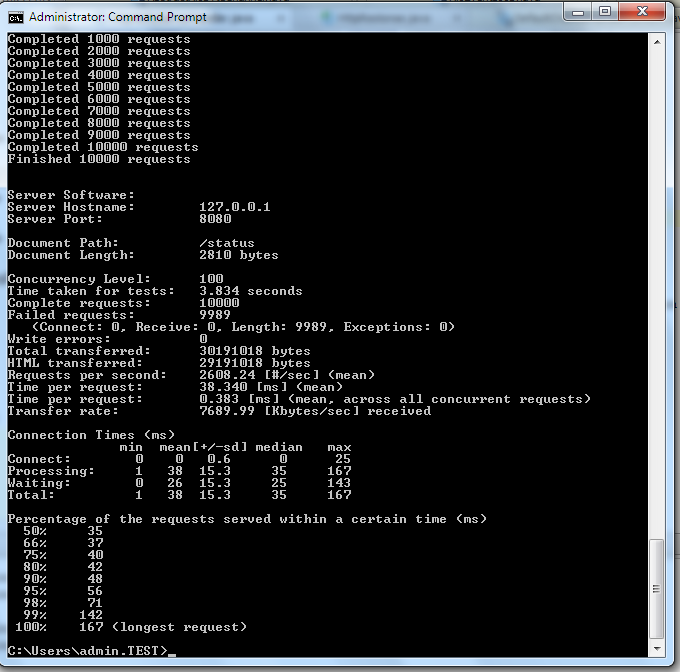 Administrator: Command Prompt
Completed 1000 requests
Completed 2000 requests
Completed 3000 requests
Completed 4000 requests
Completed 5000 requests
Completed 6000 requests
Completed 7000 requests
Completed 8000 requests
Completed 9000 requests
Completed 10000 requests
Finished 10000 requests
Server Software:
Server Hostname: 127.0.0.1
Server Port: 8080
Document Path: /status
Document Length: 2810 bytes
Concurrency Level: 100
Time taken for tests: 3.834 seconds
Complete requests: 10000
Failed requests: 9989
(Connect: 0, Receive: 0, Length: 9989, Exceptions: 0)
Write errors: 0
Total transferred: 30191018 bytes
HTML transferred: 29191018 bytes
Requests per second: 2608.24 [#/sec] (mean)
Time per request: 38.340 [ms] (mean)
Time per request: 0.383 [ms] (mean, across all concurrent requests)
Transfer rate: 7689.99 [Kbytes/sec] received
Connection Times (ms)
min mean[+/-sd] median max
Connect: 0 0 0.6 0 25
Processing: 1 38 15.3 35 167
Waiting: 0 26 15.3 25 143
Total: 1 38 15.3 35 167
Percentage of the requests served within a certain time (ms)
50% 35
66% 37
75% 40
80% 42
90% 48
95% 56
98% 71
99% 142
100% 167 (longest request)
C:\Users\admin.TEST>_